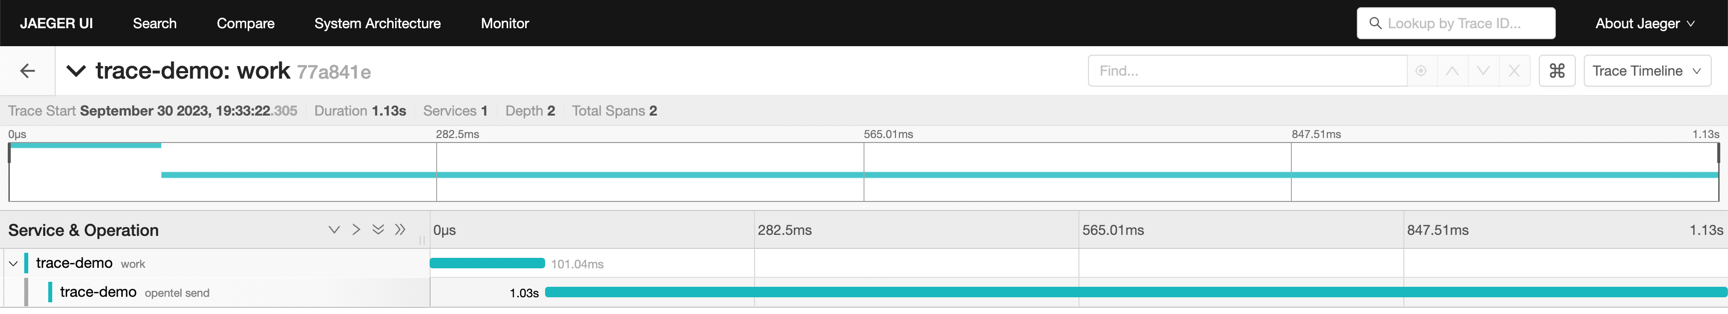 JAEGER UI Search Compare System Architecture Monitor Lookup by Trace ID... About Jaeger
trace-demo: work 77a841e Find... Trace Timeline
Trace Start September 30 2023, 19:33:22.305 Duration 1.13s Services 1 Depth 2 Total Spans 2
0μs 282.5ms 565.01ms 847.51ms 1.13s
Service & Operation 0μs 282.5ms 565.01ms 847.51ms 1.13s
trace-demo work 101.04ms
trace-demo opentel send 1.03s